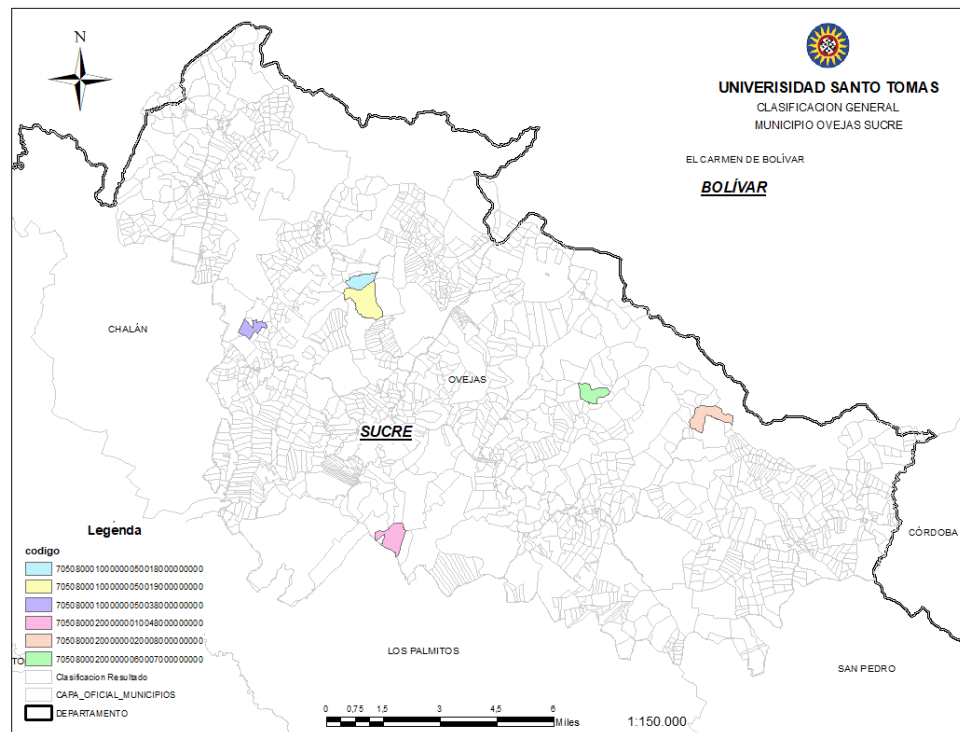 N
UNIVERISIDAD SANTO TOMAS
CLASIFICACION GENERAL
MUNICIPIO OVEJAS SUCRE
EL CARMEN DE BOLÍVAR
BOLÍVAR
CHALÁN
OVEJAS
SUCRE
CÓRDOBA
LOS PALMITOS
SAN PEDRO
Legenda
codigo
705080001000000050018000000000
705080001000000050019000000000
705080001000000050038000000000
705080002000000010048000000000
705080002000000020008000000000
705080002000000060007000000000
TO
Clasificacion Resultado
CAPA_OFICIAL_MUNICIPIOS
DEPARTAMENTO
0 0,75 1,5 3 4,5 6
Miles
1:150.000